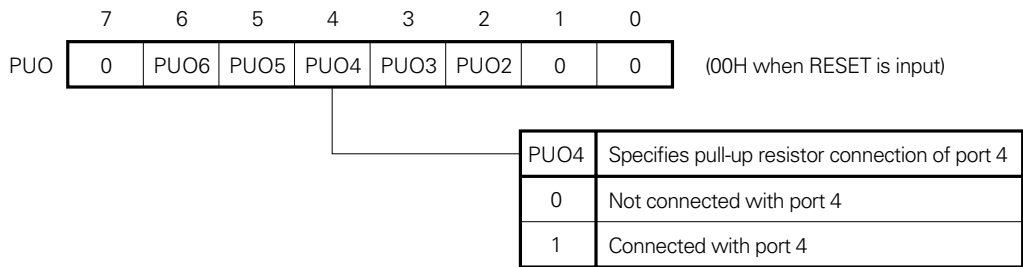 7 6 5 4 3 2 1 0
PUO 0 PUO6 PUO5 PUO4 PUO3 PUO2 0 0 (00H when RESET is input)
PUO4 Specifies pull-up resistor connection of port 4
0 Not connected with port 4
1 Connected with port 4